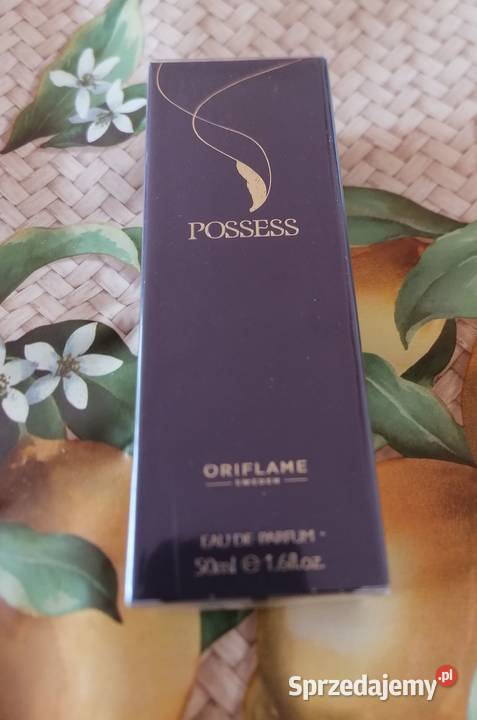 POSSESS
ORIFLAME
SWEDEN
EAU DE PARFUM
50ml ℮ 1.6fl.oz.
Sprzedajemy.pl